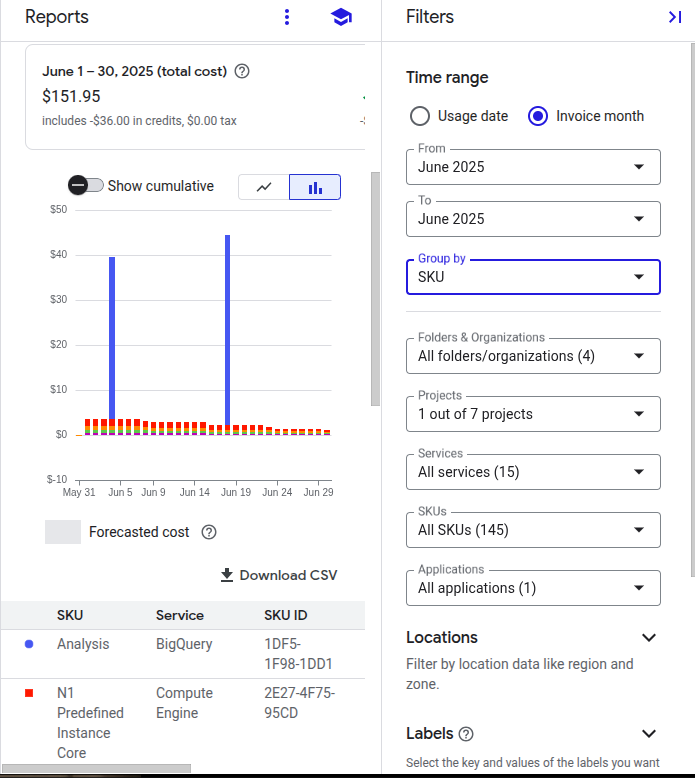 Reports
June 1 – 30, 2025 (total cost)
$151.95
includes -$36.00 in credits, $0.00 tax
Show cumulative
$50
$40
$30
$20
$10
$0
$-10
May 31 Jun 5 Jun 9 Jun 14 Jun 19 Jun 24 Jun 29
Forecasted cost
Download CSV
SKU Service SKU ID
Analysis BigQuery 1DF5-
1F98-1DD1
N1 Compute 2E27-4F75-
Predefined Engine 95CD
Instance
Core
Filters
Time range
Usage date Invoice month
From
June 2025
To
June 2025
Group by
SKU
Folders & Organizations
All folders/organizations (4)
Projects
1 out of 7 projects
Services
All services (15)
SKUs
All SKUs (145)
Applications
All applications (1)
Locations
Filter by location data like region and
zone.
Labels
Select the key and values of the labels you want